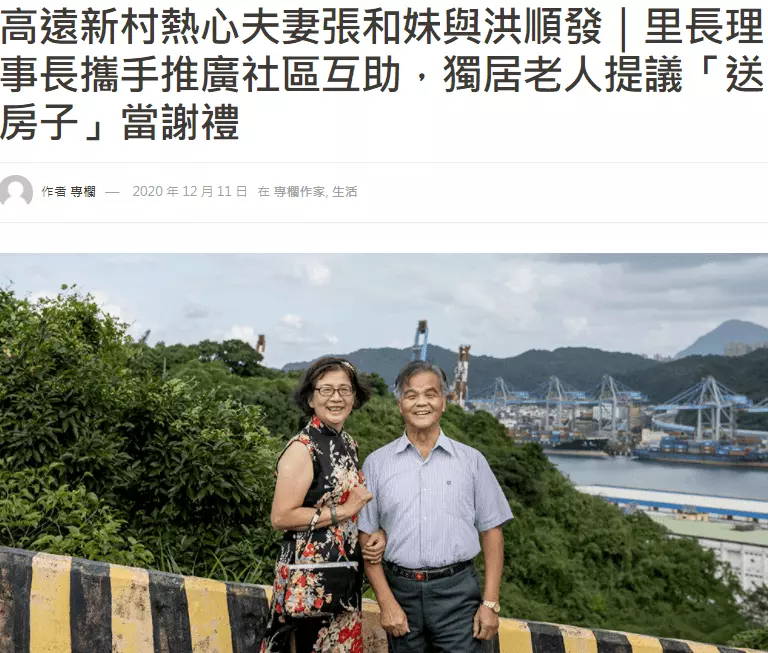 高遠新村熱心夫妻張和妹與洪順發｜里長理
事長攜手推廣社區互助，獨居老人提議「送
房子」當謝禮
作者 專欄 — 2020 年 12 月 11 日 在 專欄作家, 生活